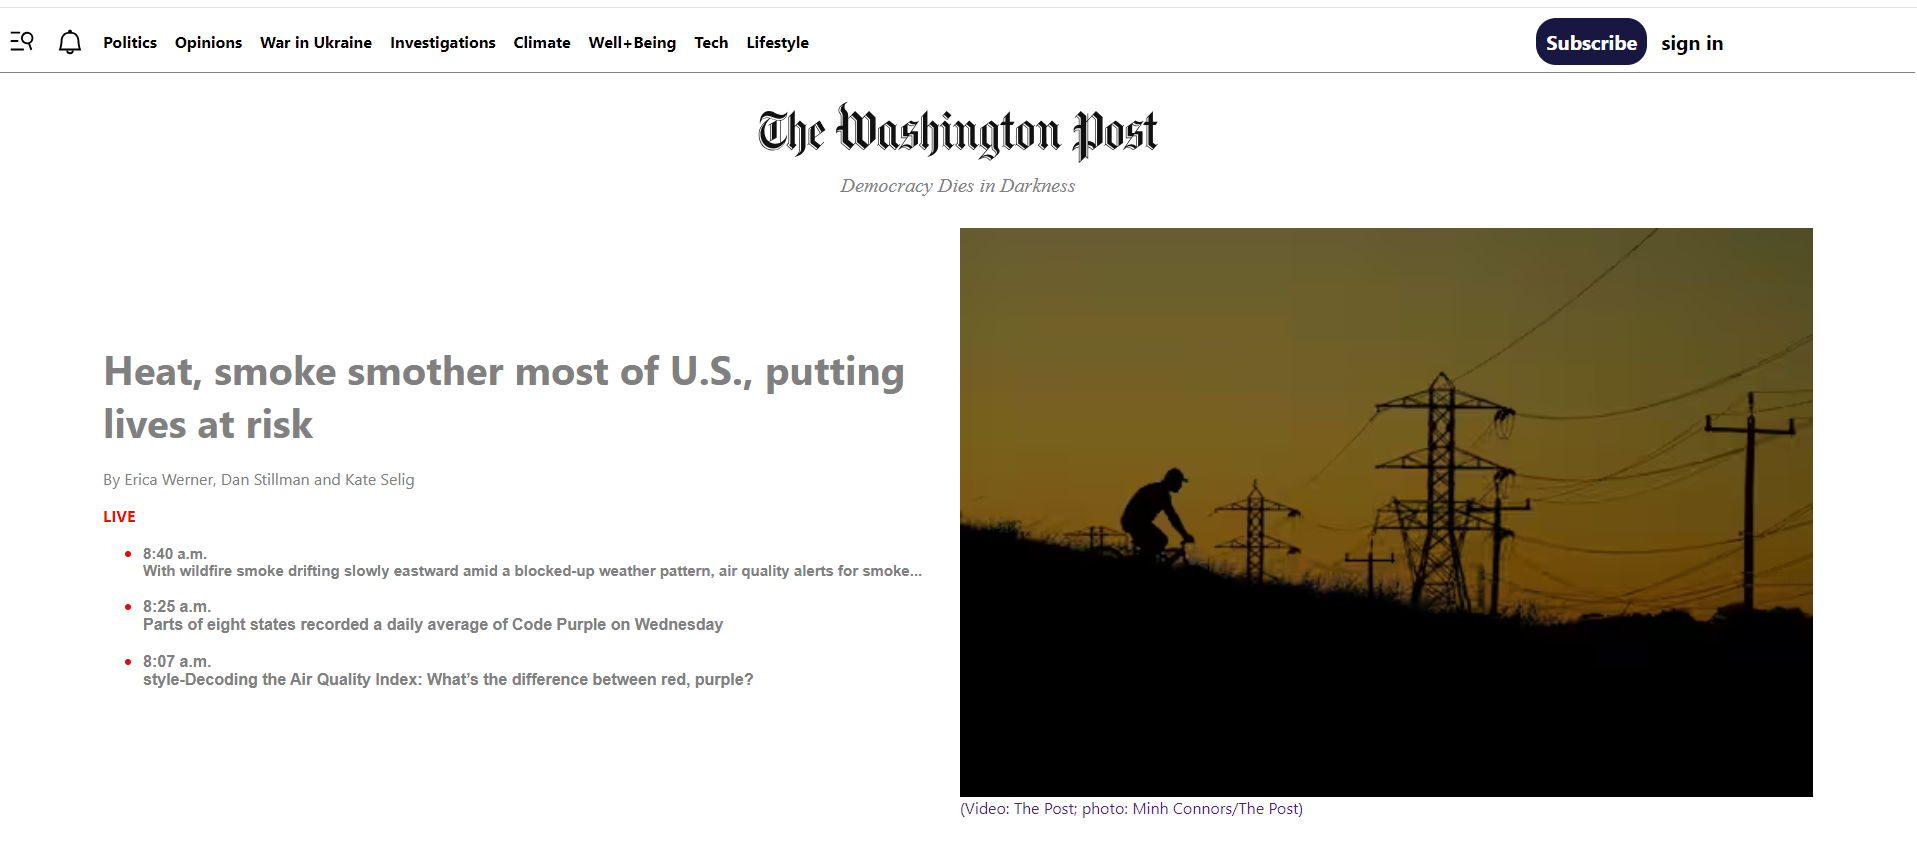 Politics Opinions War in Ukraine Investigations Climate Well+Being Tech Lifestyle Subscribe sign in
The Washington Post
Democracy Dies in Darkness
Heat, smoke smother most of U.S., putting
lives at risk
By Erica Werner, Dan Stillman and Kate Selig
LIVE
8:40 a.m.
With wildfire smoke drifting slowly eastward amid a blocked-up weather pattern, air quality alerts for smoke...
8:25 a.m.
Parts of eight states recorded a daily average of Code Purple on Wednesday
8:07 a.m.
style-Decoding the Air Quality Index: What’s the difference between red, purple?
(Video: The Post; photo: Minh Connors/The Post)